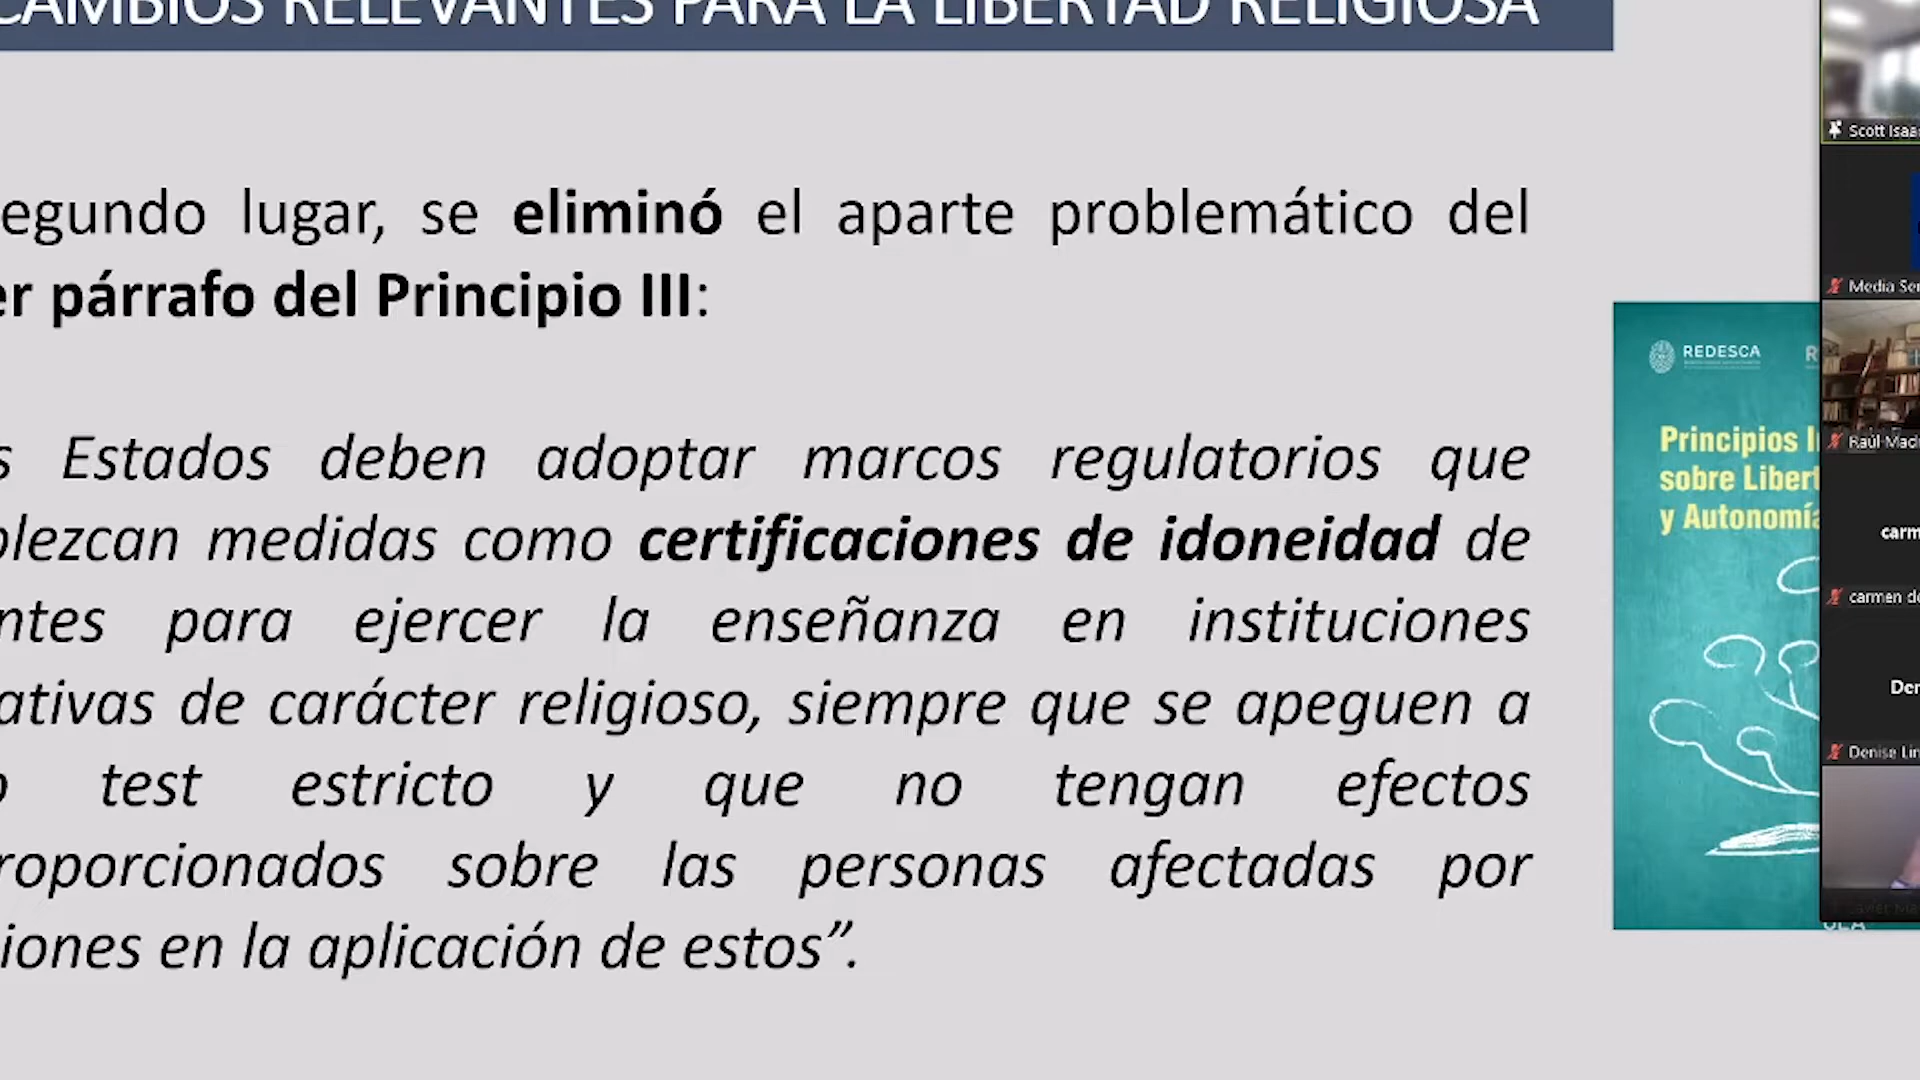 CAMBIOS RELEVANTES PARA LA LIBERTAD RELIGIOSA
egundo lugar, se eliminó el aparte problemático del
er párrafo del Principio III:
s Estados deben adoptar marcos regulatorios que
blezcan medidas como certificaciones de idoneidad de
ntes para ejercer la enseñanza en instituciones
ativas de carácter religioso, siempre que se apeguen a
test estricto y que no tengan efectos
roporcionados sobre las personas afectadas por
iones en la aplicación de estos”.
REDESCA R
Principios I
sobre Libert
y Autonomía
Scott Isaa
Media Ser
Raúl Mad
carm
carmen de
Der
Denise Lin